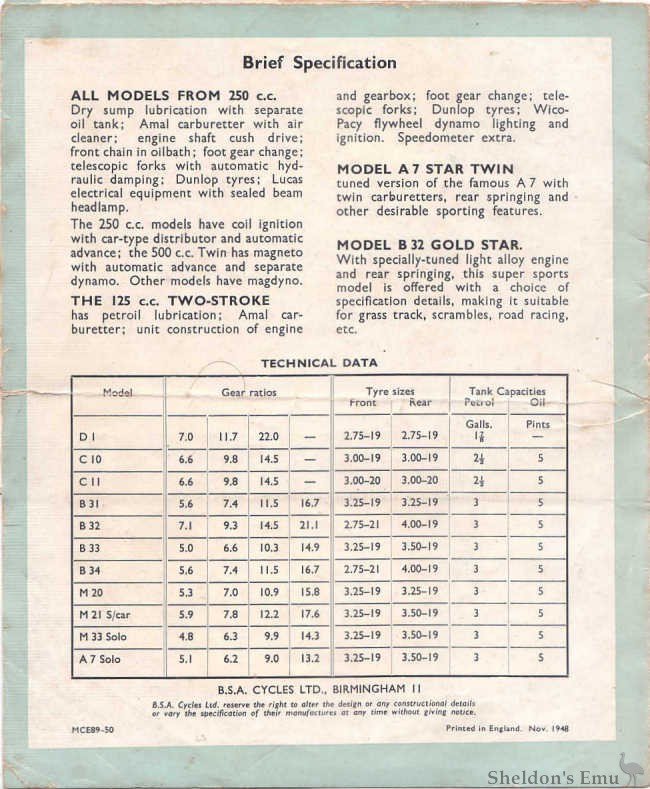 Brief Specification
ALL MODELS FROM 250 c.c.
Dry sump lubrication with separate
oil tank; Amal carburetter with air
cleaner; engine shaft cush drive;
front chain in oilbath; foot gear change;
telescopic forks with automatic hyd-
raulic damping; Dunlop tyres; Lucas
electrical equipment with sealed beam
headlamp.
The 250 c.c. models have coil ignition
with car-type distributor and automatic
advance; the 500 c.c. Twin has magneto
with automatic advance and separate
dynamo. Other models have magdyno.
THE 125 c.c. TWO-STROKE
has petroil lubrication; Amal car-
buretter; unit construction of engine
and gearbox; foot gear change; tele-
scopic forks; Dunlop tyres; Wico-
Pacy flywheel dynamo lighting and
ignition. Speedometer extra.
MODEL A7 STAR TWIN
tuned version of the famous A7 with
twin carburetters, rear springing and
other desirable sporting features.
MODEL B 32 GOLD STAR.
With specially-tuned light alloy engine
and rear springing, this super sports
model is offered with a choice of
specification details, making it suitable
for grass track, scrambles, road racing,
etc.
TECHNICAL DATA
Model Gear ratios Tyre sizes Tank Capacities
Front Rear Petrol Oil
Galls. Pints
D 1 7.0 11.7 22.0 — 2.75–19 2.75–19 1⅞ —
C 10 6.6 9.8 14.5 — 3.00–19 3.00–19 2½ 5
C 11 6.6 9.8 14.5 — 3.00–20 3.00–20 2½ 5
B 31 5.6 7.4 11.5 16.7 3.25–19 3.25–19 3 5
B 32 7.1 9.3 14.5 21.1 2.75–21 4.00–19 3 5
B 33 5.0 6.6 10.3 14.9 3.25–19 3.50–19 3 5
B 34 5.6 7.4 11.5 16.7 2.75–21 4.00–19 3 5
M 20 5.3 7.0 10.9 15.8 3.25–19 3.25–19 3 5
M 21 S/car 5.9 7.8 12.2 17.6 3.25–19 3.50–19 3 5
M 33 Solo 4.8 6.3 9.9 14.3 3.25–19 3.50–19 3 5
A 7 Solo 5.1 6.2 9.0 13.2 3.25–19 3.50–19 3 5
B.S.A. CYCLES LTD., BIRMINGHAM 11
B.S.A. Cycles Ltd. reserve the right to alter the design or any constructional details
or vary the specification of their manufactures at any time without giving notice.
MCE89-50 Printed in England. Nov. 1948
Sheldon's Emu